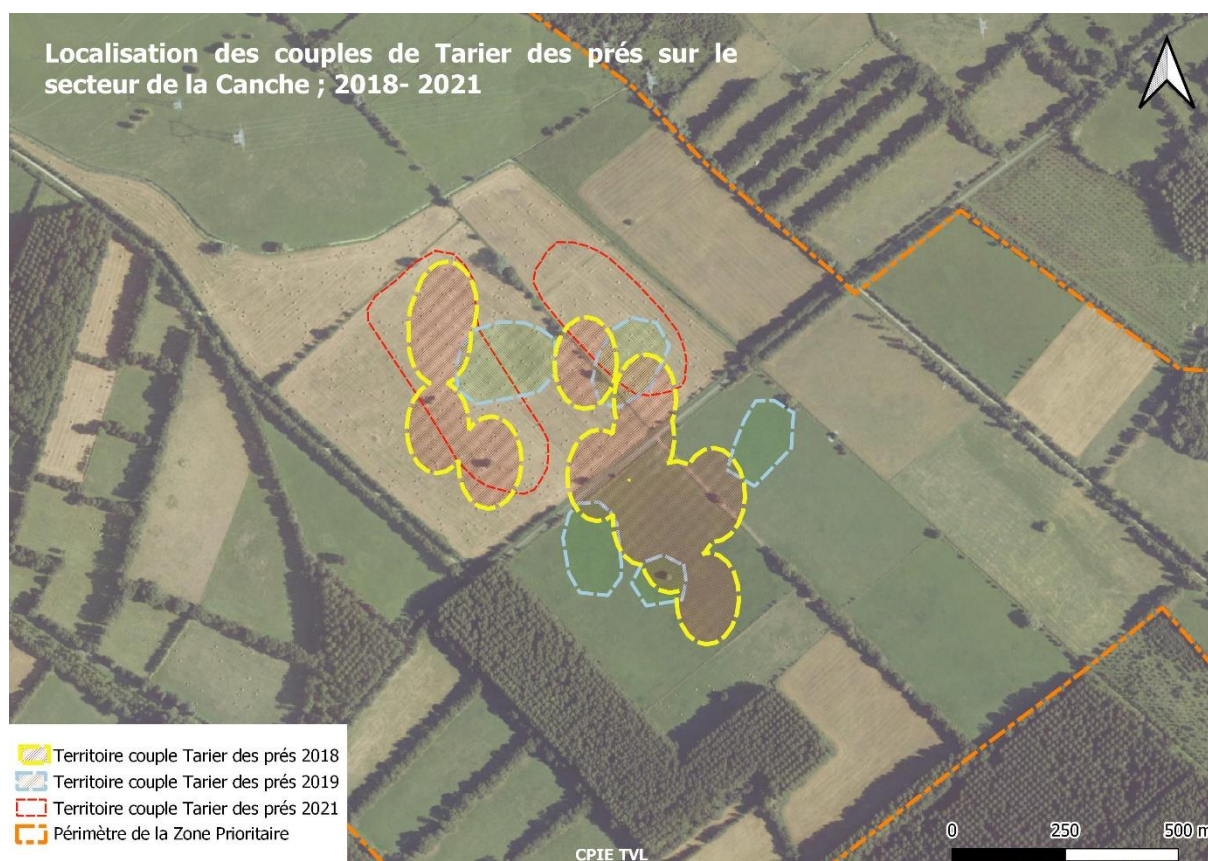 Localisation des couples de Tarier des prés sur le
secteur de la Canche ; 2018- 2021
Territoire couple Tarier des prés 2018
Territoire couple Tarier des prés 2019
Territoire couple Tarier des prés 2021
Périmètre de la Zone Prioritaire
CPIE TVL
0 250 500 m